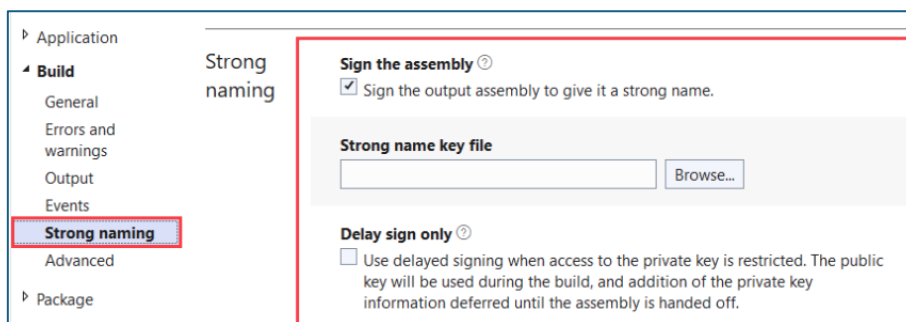 Application
Build
General
Errors and
warnings
Output
Events
Strong naming
Advanced
Package
Strong
naming
Sign the assembly ?
Sign the output assembly to give it a strong name.
Strong name key file
Browse...
Delay sign only ?
Use delayed signing when access to the private key is restricted. The public
key will be used during the build, and addition of the private key
information deferred until the assembly is handed off.